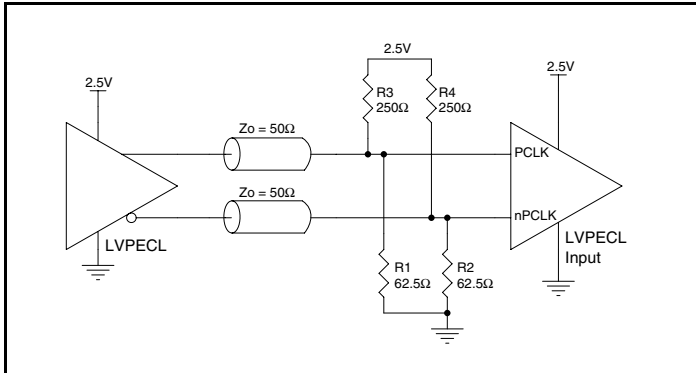 2.5V
2.5V
2.5V
R3
250Ω
R4
250Ω
Zo = 50Ω
PCLK
Zo = 50Ω
nPCLK
LVPECL
LVPECL
Input
R1
62.5Ω
R2
62.5Ω